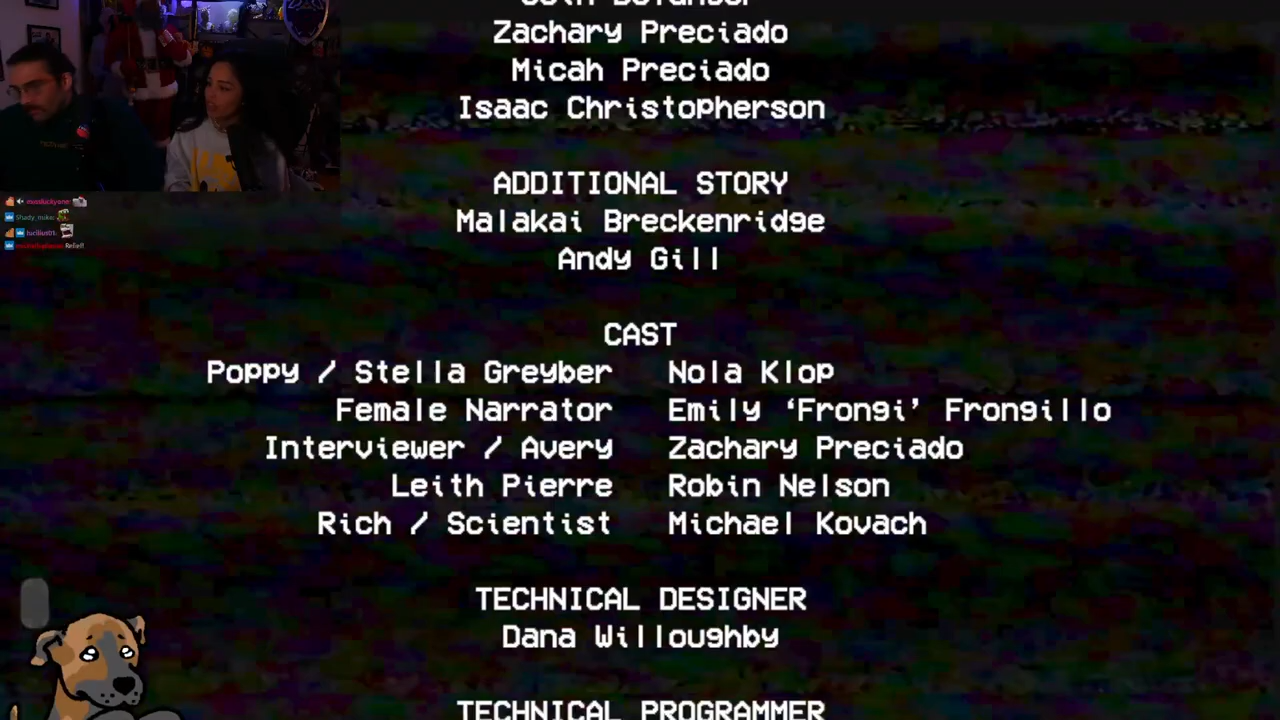 Zachary Preciado
Micah Preciado
Isaac Christopherson
ADDITIONAL STORY
Malakai Breckenridge
Andy Gill
CAST
Poppy / Stella Greyber Nola Klop
Female Narrator Emily ‘Frongi’ Frongillo
Interviewer / Avery Zachary Preciado
Leith Pierre Robin Nelson
Rich / Scientist Michael Kovach
TECHNICAL DESIGNER
Dana Willoughby
TECHNICAL PROGRAMMER